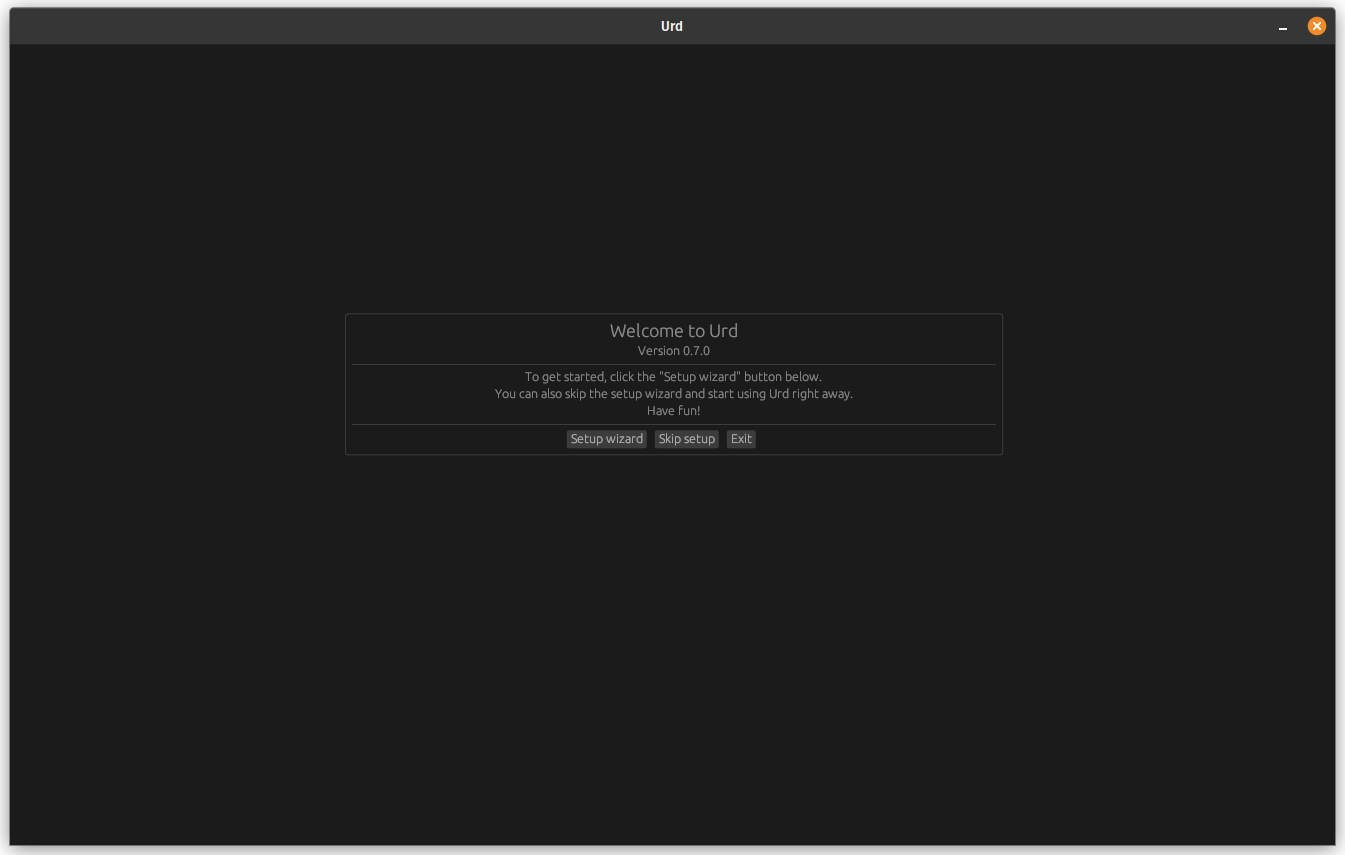 Urd
Welcome to Urd
Version 0.7.0
To get started, click the "Setup wizard" button below.
You can also skip the setup wizard and start using Urd right away.
Have fun!
Setup wizard Skip setup Exit